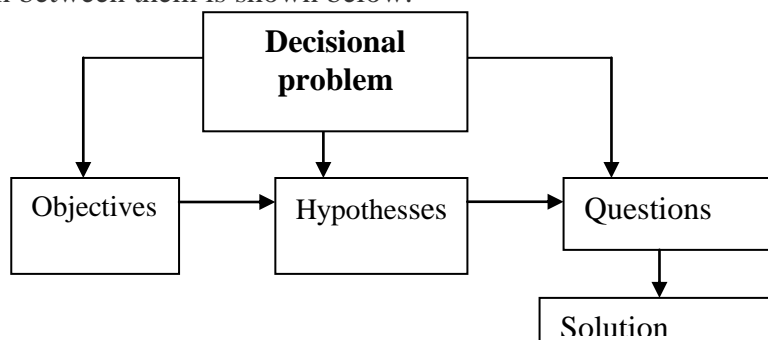 between them is shown below:
Decisional
problem
Objectives
Hypothesses
Questions
Solution